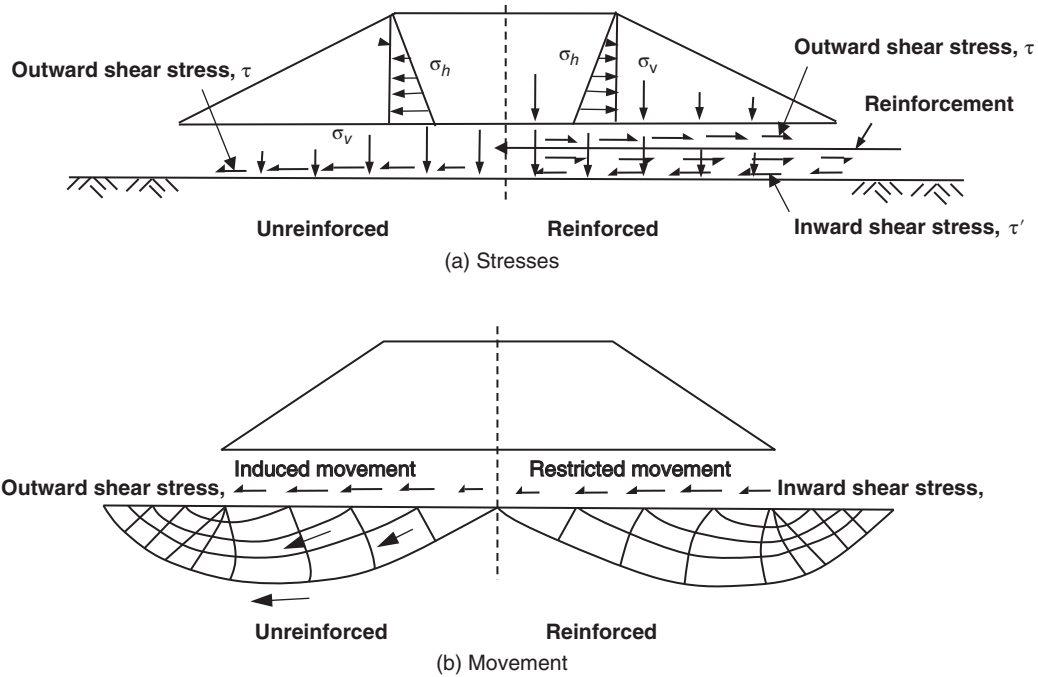 Outward shear stress, τ
σh
σh
σv
Outward shear stress, τ
Reinforcement
σv
Unreinforced
Reinforced
Inward shear stress, τ′
(a) Stresses
Induced movement
Restricted movement
Outward shear stress,
Inward shear stress,
Unreinforced
Reinforced
(b) Movement